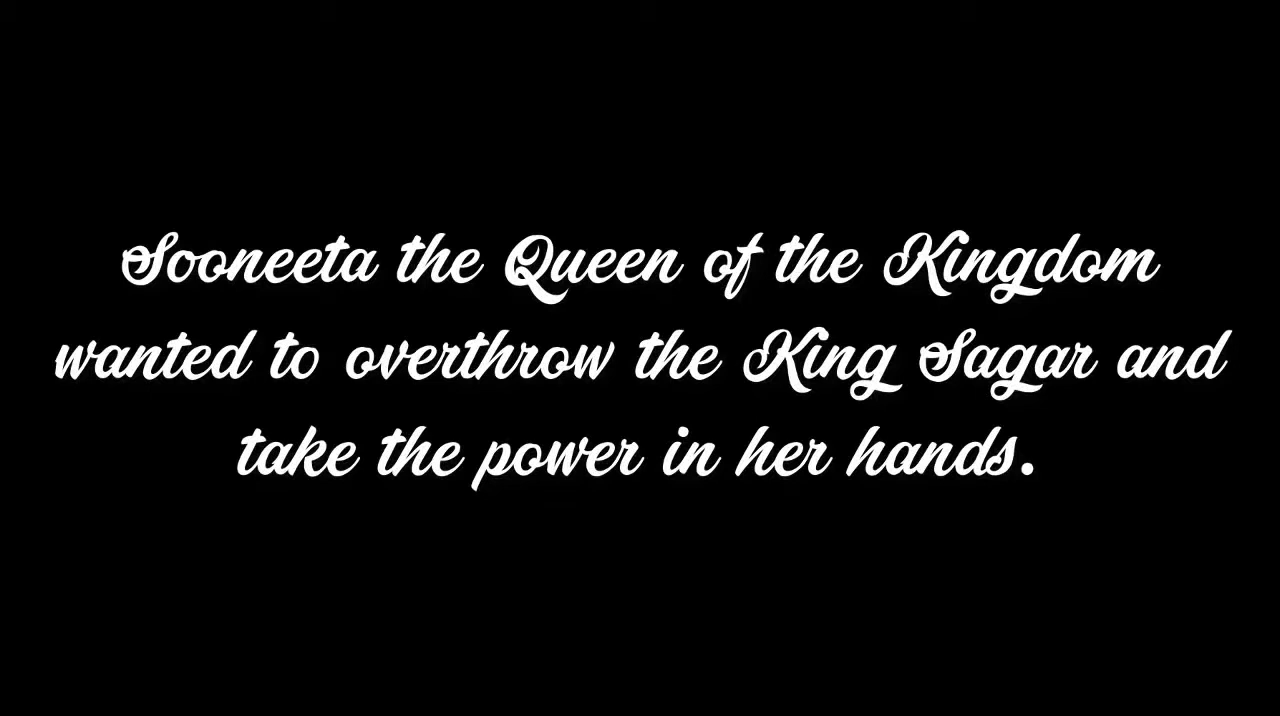 Sooneeta the Queen of the Kingdom
wanted to overthrow the King Sagar and
take the power in her hands.